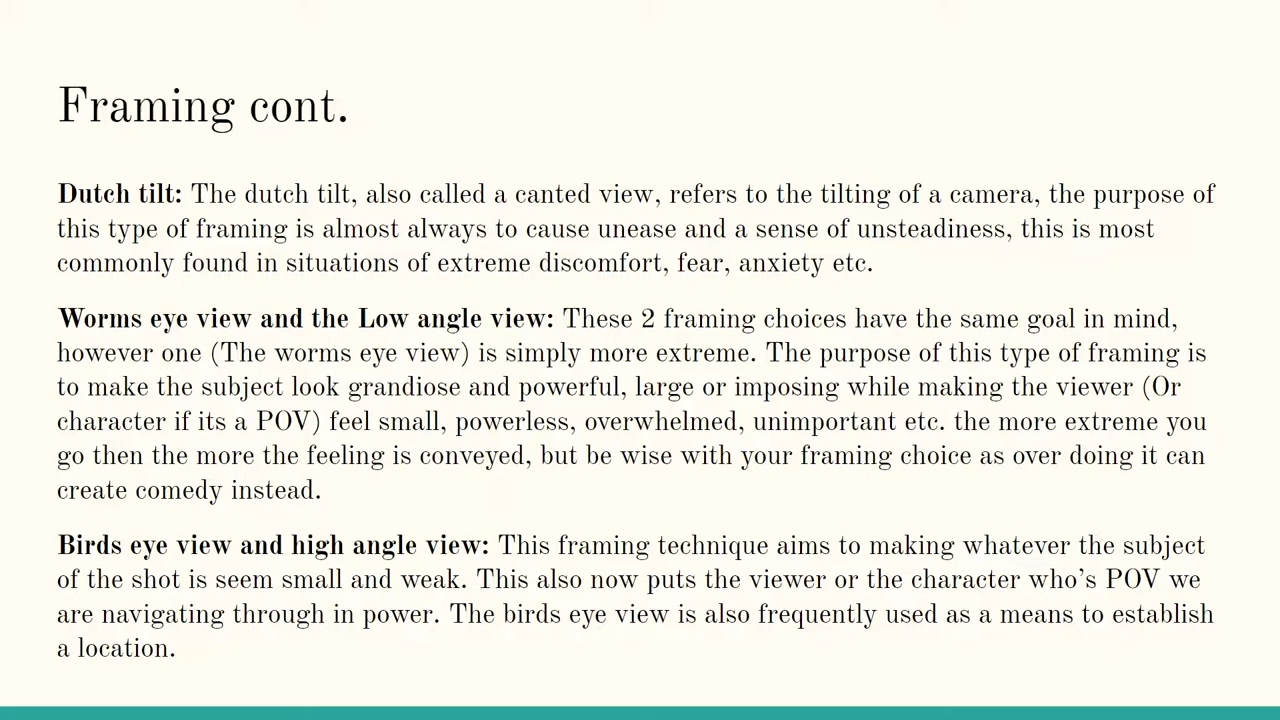 Framing cont.
Dutch tilt: The dutch tilt, also called a canted view, refers to the tilting of a camera, the purpose of
this type of framing is almost always to cause unease and a sense of unsteadiness, this is most
commonly found in situations of extreme discomfort, fear, anxiety etc.
Worms eye view and the Low angle view: These 2 framing choices have the same goal in mind,
however one (The worms eye view) is simply more extreme. The purpose of this type of framing is
to make the subject look grandiose and powerful, large or imposing while making the viewer (Or
character if its a POV) feel small, powerless, overwhelmed, unimportant etc. the more extreme you
go then the more the feeling is conveyed, but be wise with your framing choice as over doing it can
create comedy instead.
Birds eye view and high angle view: This framing technique aims to making whatever the subject
of the shot is seem small and weak. This also now puts the viewer or the character who’s POV we
are navigating through in power. The birds eye view is also frequently used as a means to establish
a location.